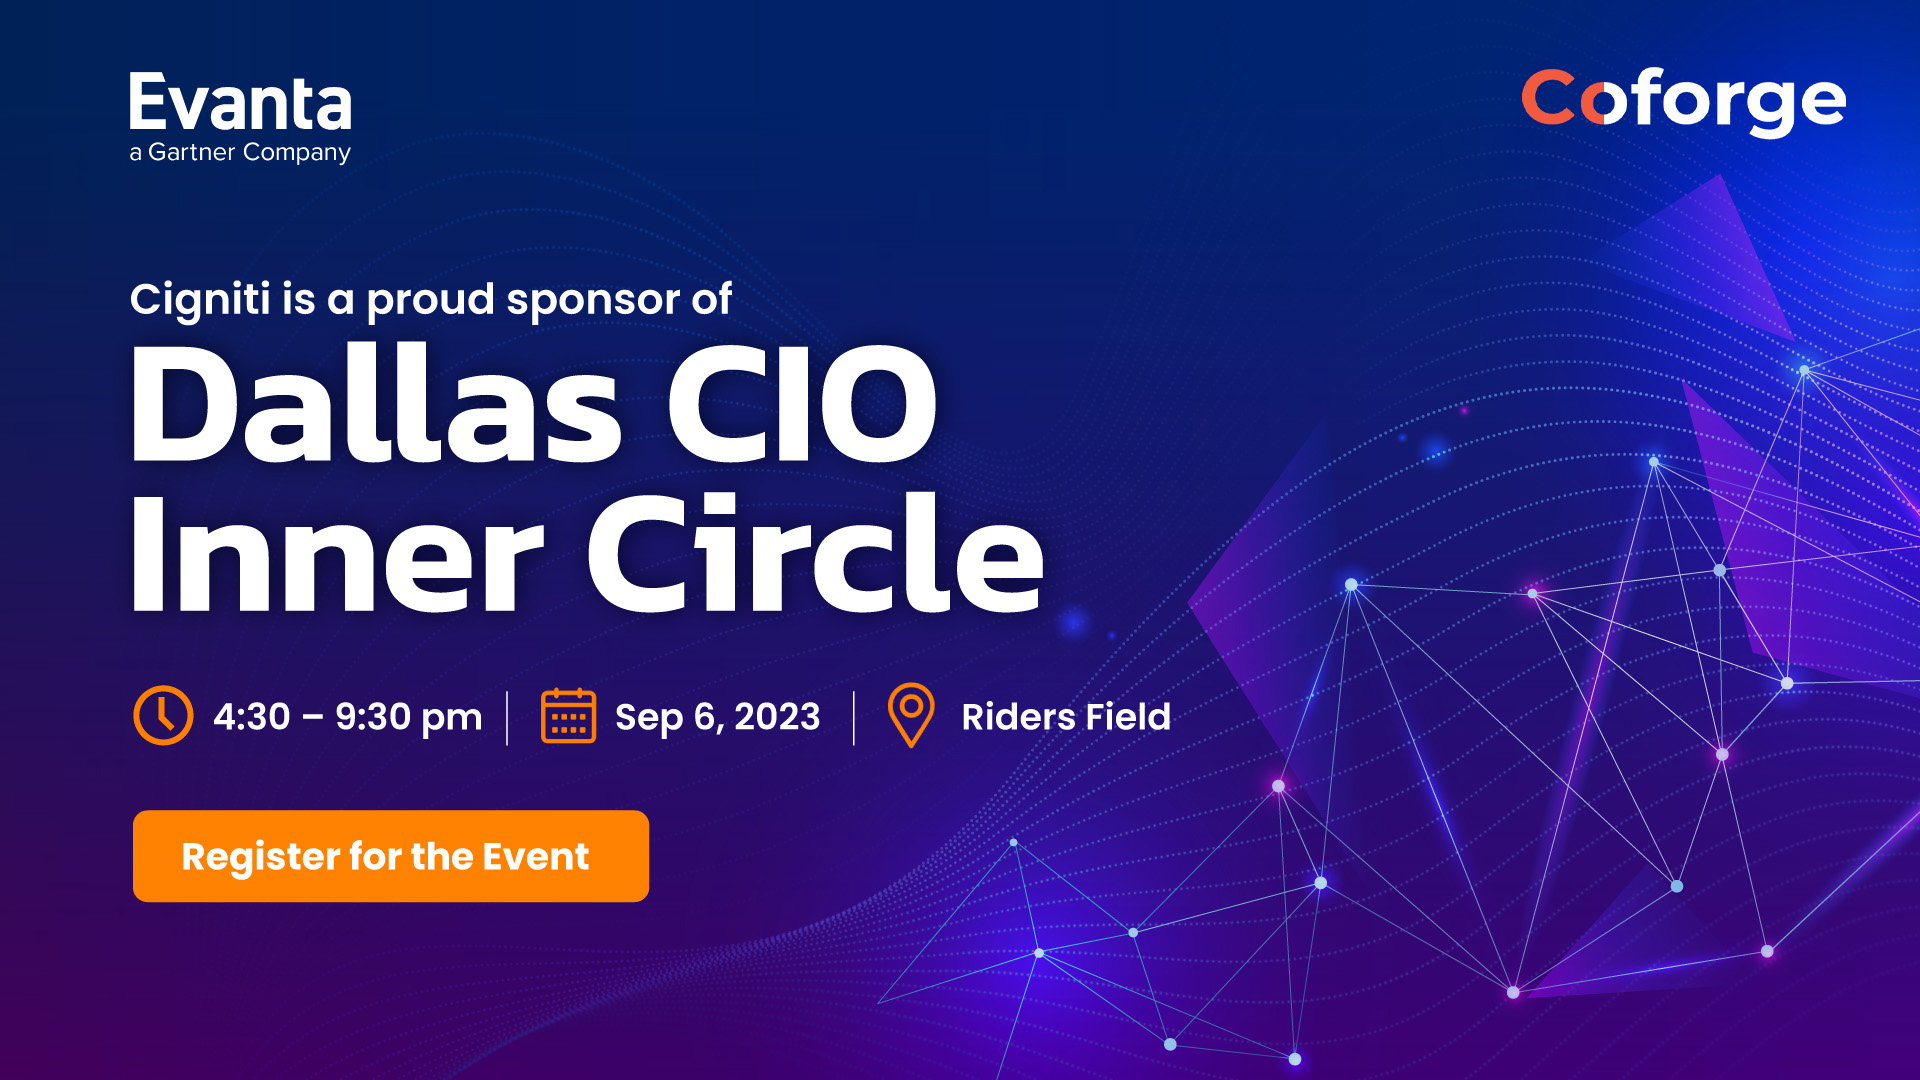 Evanta
a Gartner Company
Coforge
Cigniti is a proud sponsor of
Dallas CIO
Inner Circle
4:30 – 9:30 pm
Sep 6, 2023
Riders Field
Register for the Event